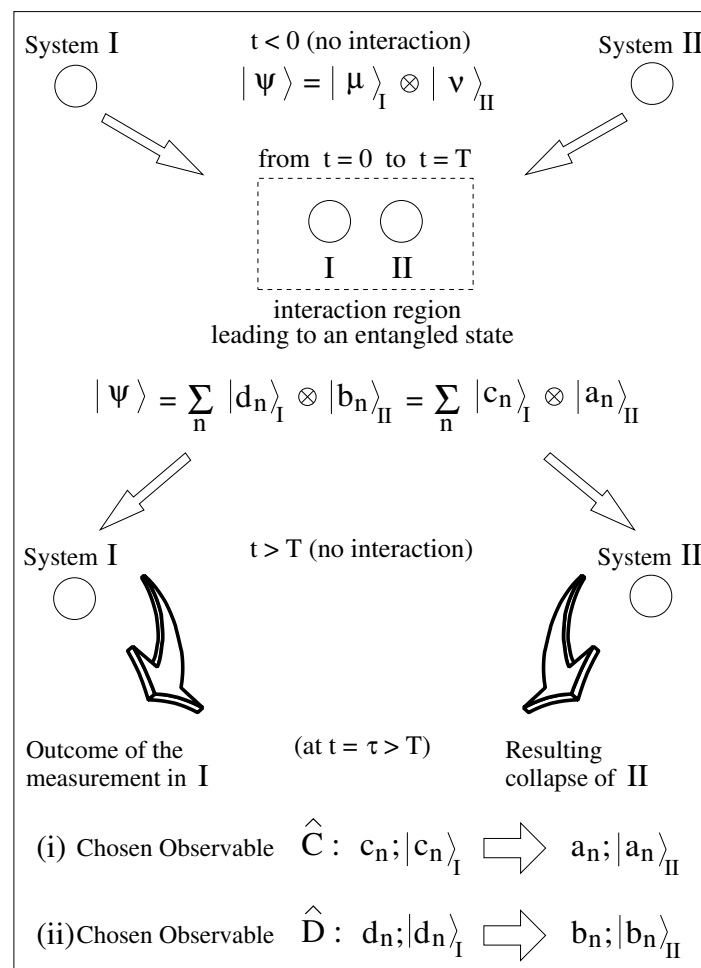 System I t < 0 (no interaction) System II
| ψ ⟩ = | μ ⟩_I ⊗ | ν ⟩_II
from t = 0 to t = T
I II
interaction region
leading to an entangled state
| ψ ⟩ = ∑_n |d_n⟩_I ⊗ |b_n⟩_II = ∑_n |c_n⟩_I ⊗ |a_n⟩_II
System I t > T (no interaction) System II
Outcome of the (at t = τ > T) Resulting
measurement in I collapse of II
(i) Chosen Observable Ĉ : c_n;|c_n⟩_I a_n;|a_n⟩_II
(ii) Chosen Observable D̂ : d_n;|d_n⟩_I b_n;|b_n⟩_II